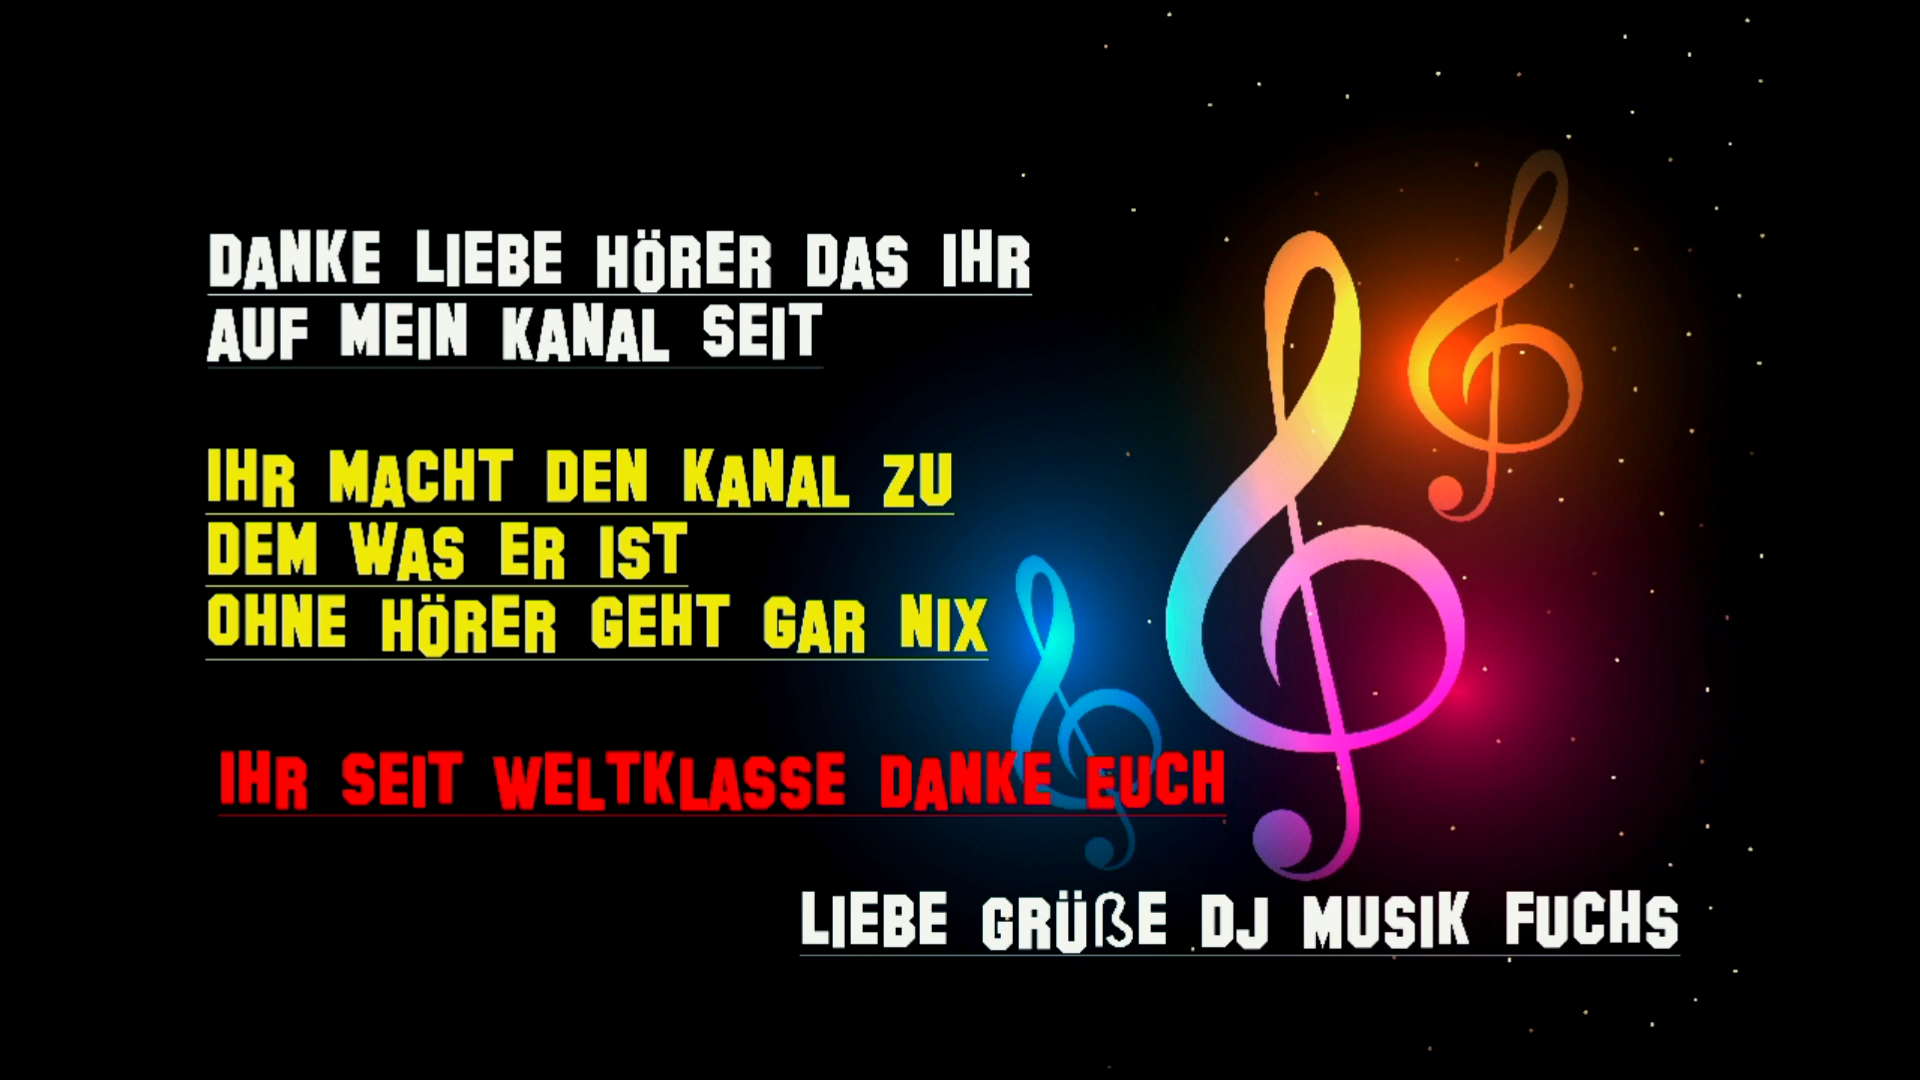 DANKE LIEBE HÖRER DAS IHR
AUF MEIN KANAL SEIT
IHR MACHT DEN KANAL ZU
DEM WAS ER IST
OHNE HÖRER GEHT GAR NIX
IHR SEIT WELTKLASSE DANKE EUCH
LIEBE GRÜßE DJ MUSIK FUCHS